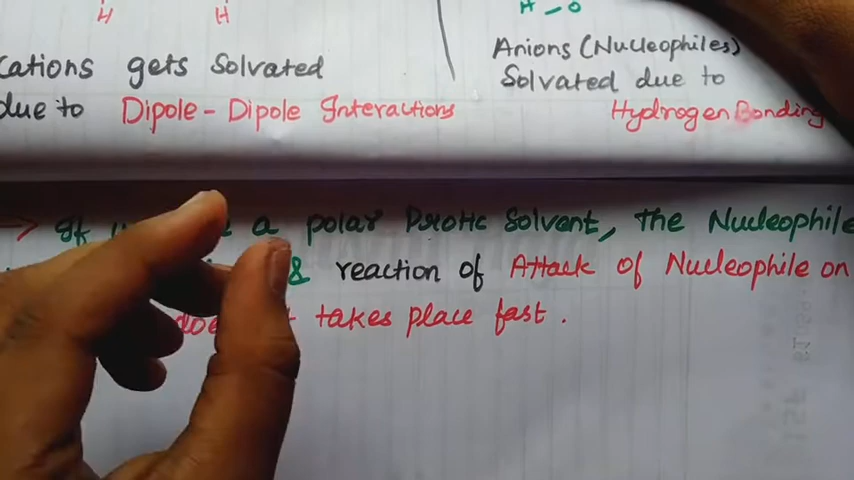 H H
H O
cations gets Solvated
due to Dipole - Dipole Interactions
Anions (Nucleophiles)
Solvated due to
Hydrogen Bonding
If a polar Protic Solvent, the Nucleophile
& reaction of Attack of Nucleophile on
takes place fast.